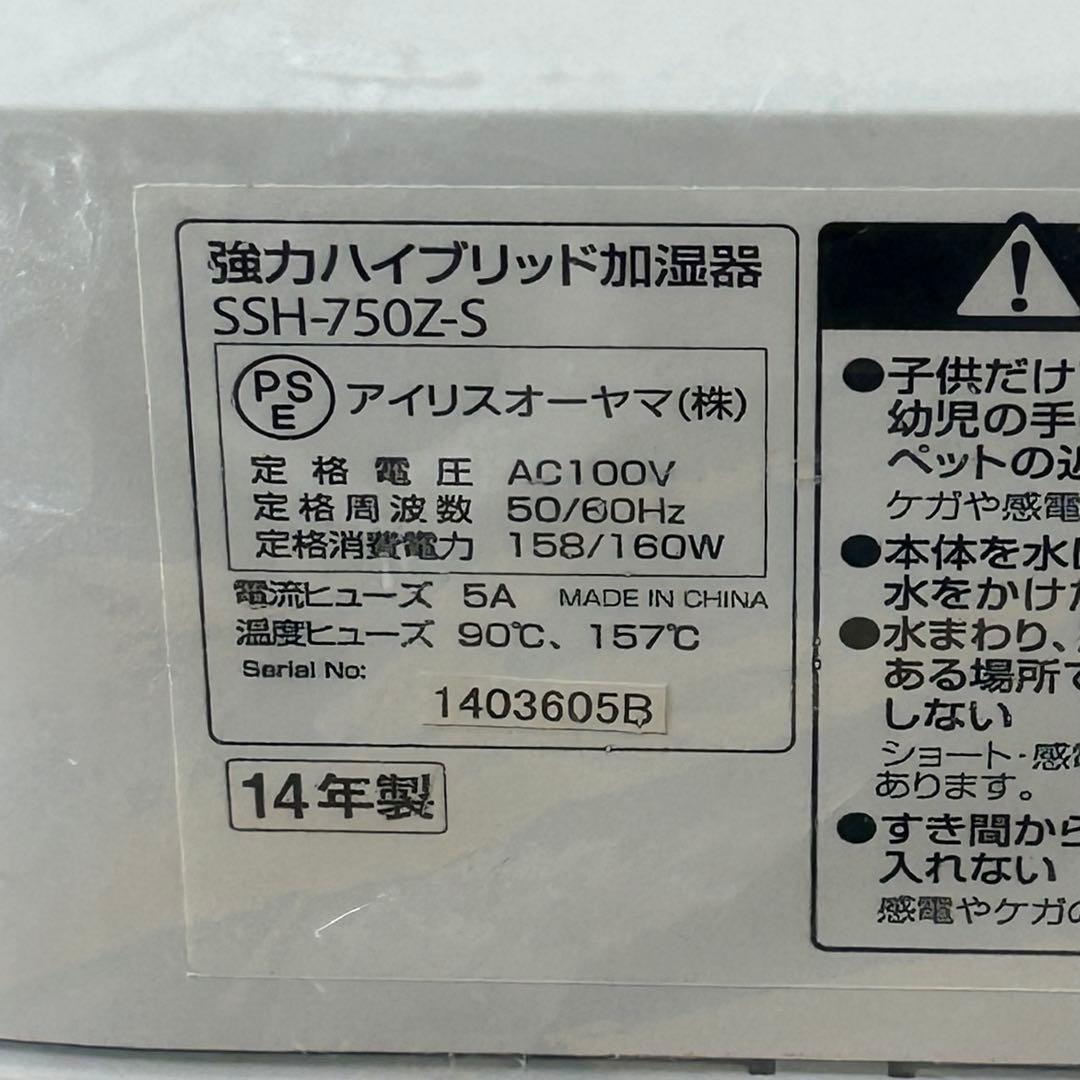 強力ハイブリッド加湿器
SSH-750Z-S
PSE アイリスオーヤマ(株)
定格電圧 AC100V
定格周波数 50/60Hz
定格消費電力 158/160W
電流ヒューズ 5A MADE IN CHINA
温度ヒューズ 90℃、157℃
Serial No:
1403605B
14年製
●子供だけ
幼児の手
ペットの近
ケガや感電
●本体を水に
水をかけた
●水まわり、
ある場所で
しない
ショート・感電
あります。
●すき間から
入れない
感電やケガの